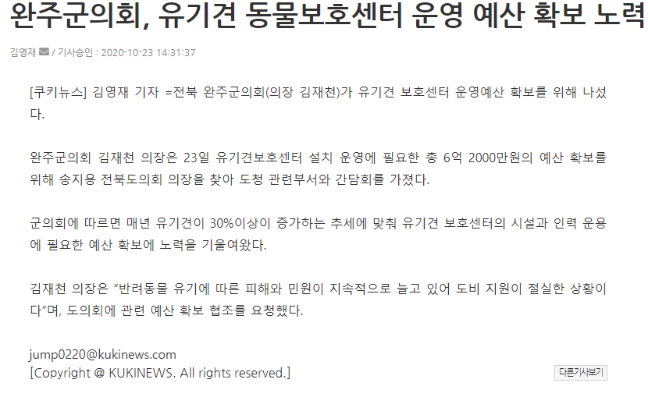 완주군의회, 유기견 동물보호센터 운영 예산 확보 노력
김영재 / 기사승인 : 2020-10-23 14:31:37
[쿠키뉴스] 김영재 기자 =전북 완주군의회(의장 김재천)가 유기견 보호센터 운영예산 확보를 위해 나섰
다.
완주군의회 김재천 의장은 23일 유기견보호센터 설치 운영에 필요한 총 6억 2000만원의 예산 확보를
위해 송지용 전북도의회 의장을 찾아 도청 관련부서와 간담회를 가졌다.
군의회에 따르면 매년 유기견이 30%이상이 증가하는 추세에 맞춰 유기견 보호센터의 시설과 인력 운용
에 필요한 예산 확보에 노력을 기울여왔다.
김재천 의장은 “반려동물 유기에 따른 피해와 민원이 지속적으로 늘고 있어 도비 지원이 절실한 상황이
다”며, 도의회에 관련 예산 확보 협조를 요청했다.
jump0220@kukinews.com
[Copyright @ KUKINEWS. All rights reserved.]
다른기사보기